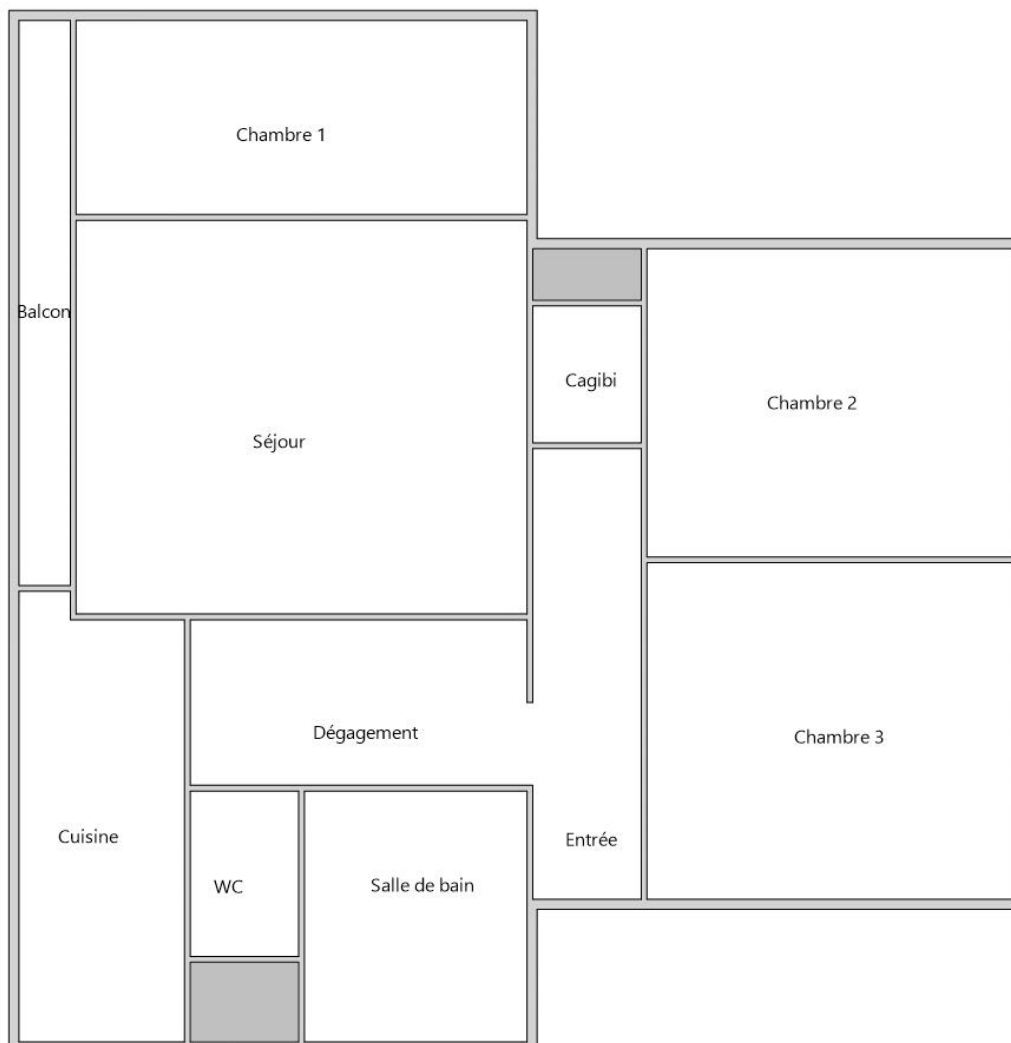 Chambre 1
Balcon
Cagibi
Chambre 2
Séjour
Dégagement
Chambre 3
Cuisine
Entrée
WC
Salle de bain